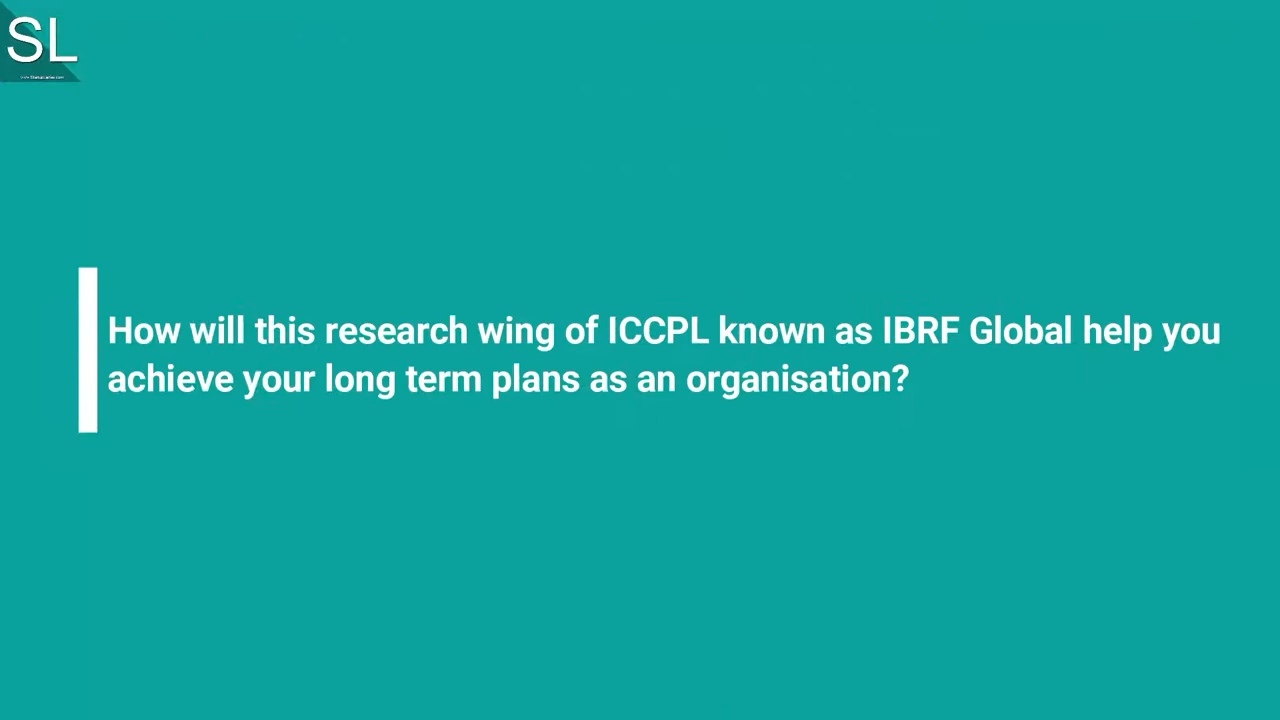 SL
How will this research wing of ICCPL known as IBRF Global help you
achieve your long term plans as an organisation?